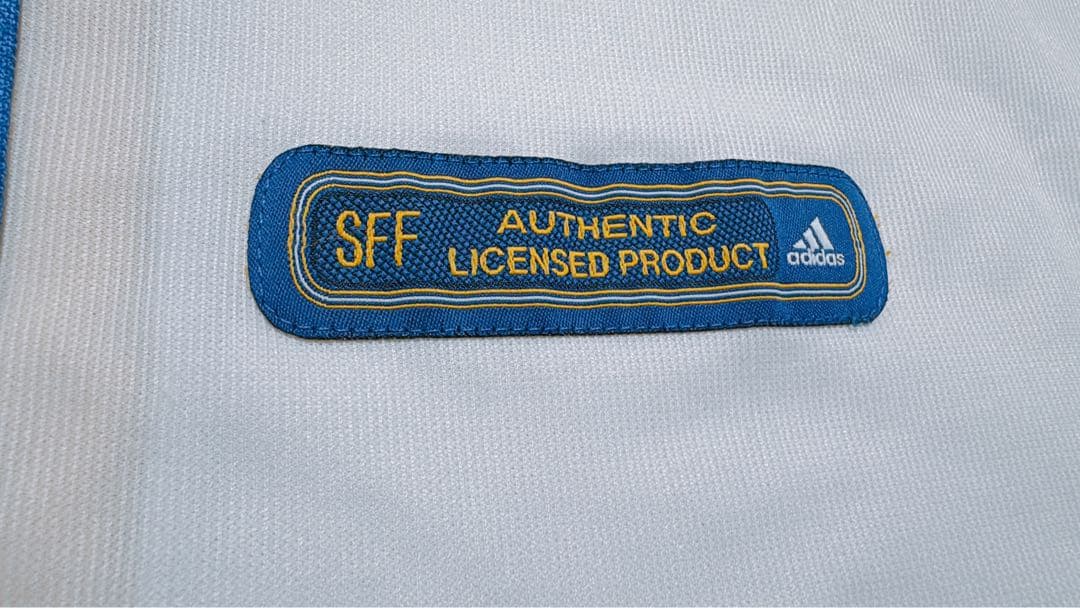 SFF
AUTHENTIC
LICENSED PRODUCT
adidas